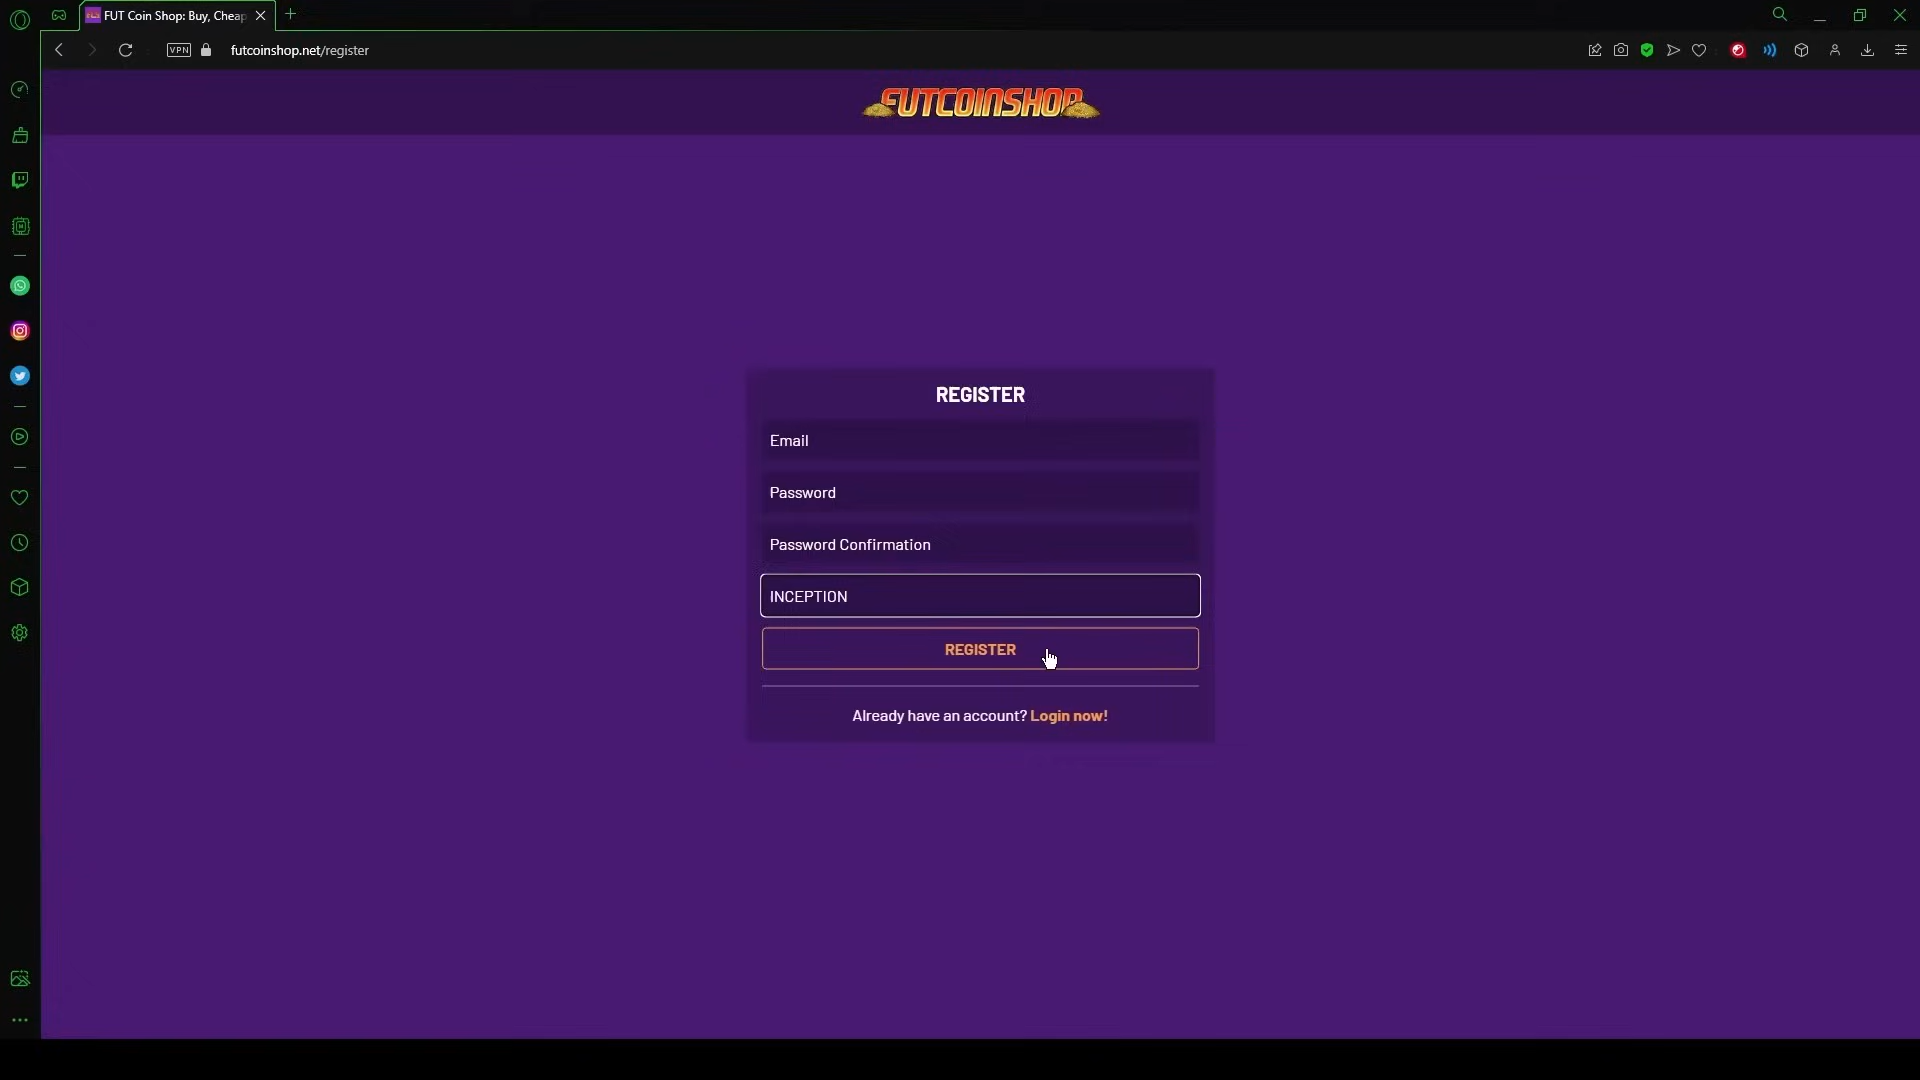 FUT Coin Shop: Buy, Cheap
VPN
futcoinshop.net/register
FUTCOINSHOP
REGISTER
Email
Password
Password Confirmation
INCEPTION
REGISTER
Already have an account? Login now!